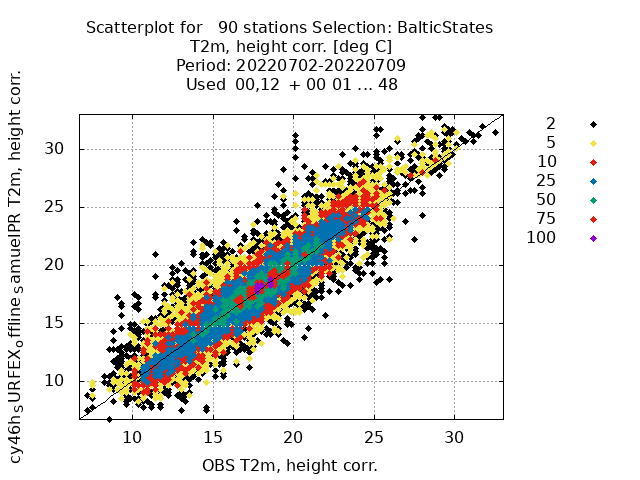 Scatterplot for 90 stations Selection: BalticStates
T2m, height corr. [deg C]
Period: 20220702-20220709
Used 00,12 + 00 01 ... 48
cy46h_sURFEX_offline_samuelPR T2m, height corr.
30
25
20
15
10
10 15 20 25 30
OBS T2m, height corr.
2
5
10
25
50
75
100